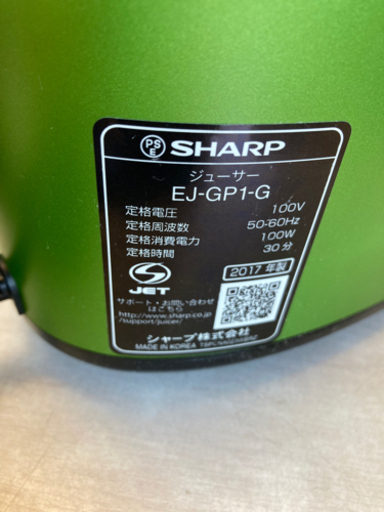 PS
E
SHARP
ジューサー
EJ-GP1-G
定格電圧 100V
定格周波数 50-60Hz
定格消費電力 100W
定格時間 30分
JET
2017年製
サポート・お問い合わせ
はこちら
http://www.sharp.co.jp
/support/juicer/
シャープ株式会社
MADE IN KOREA